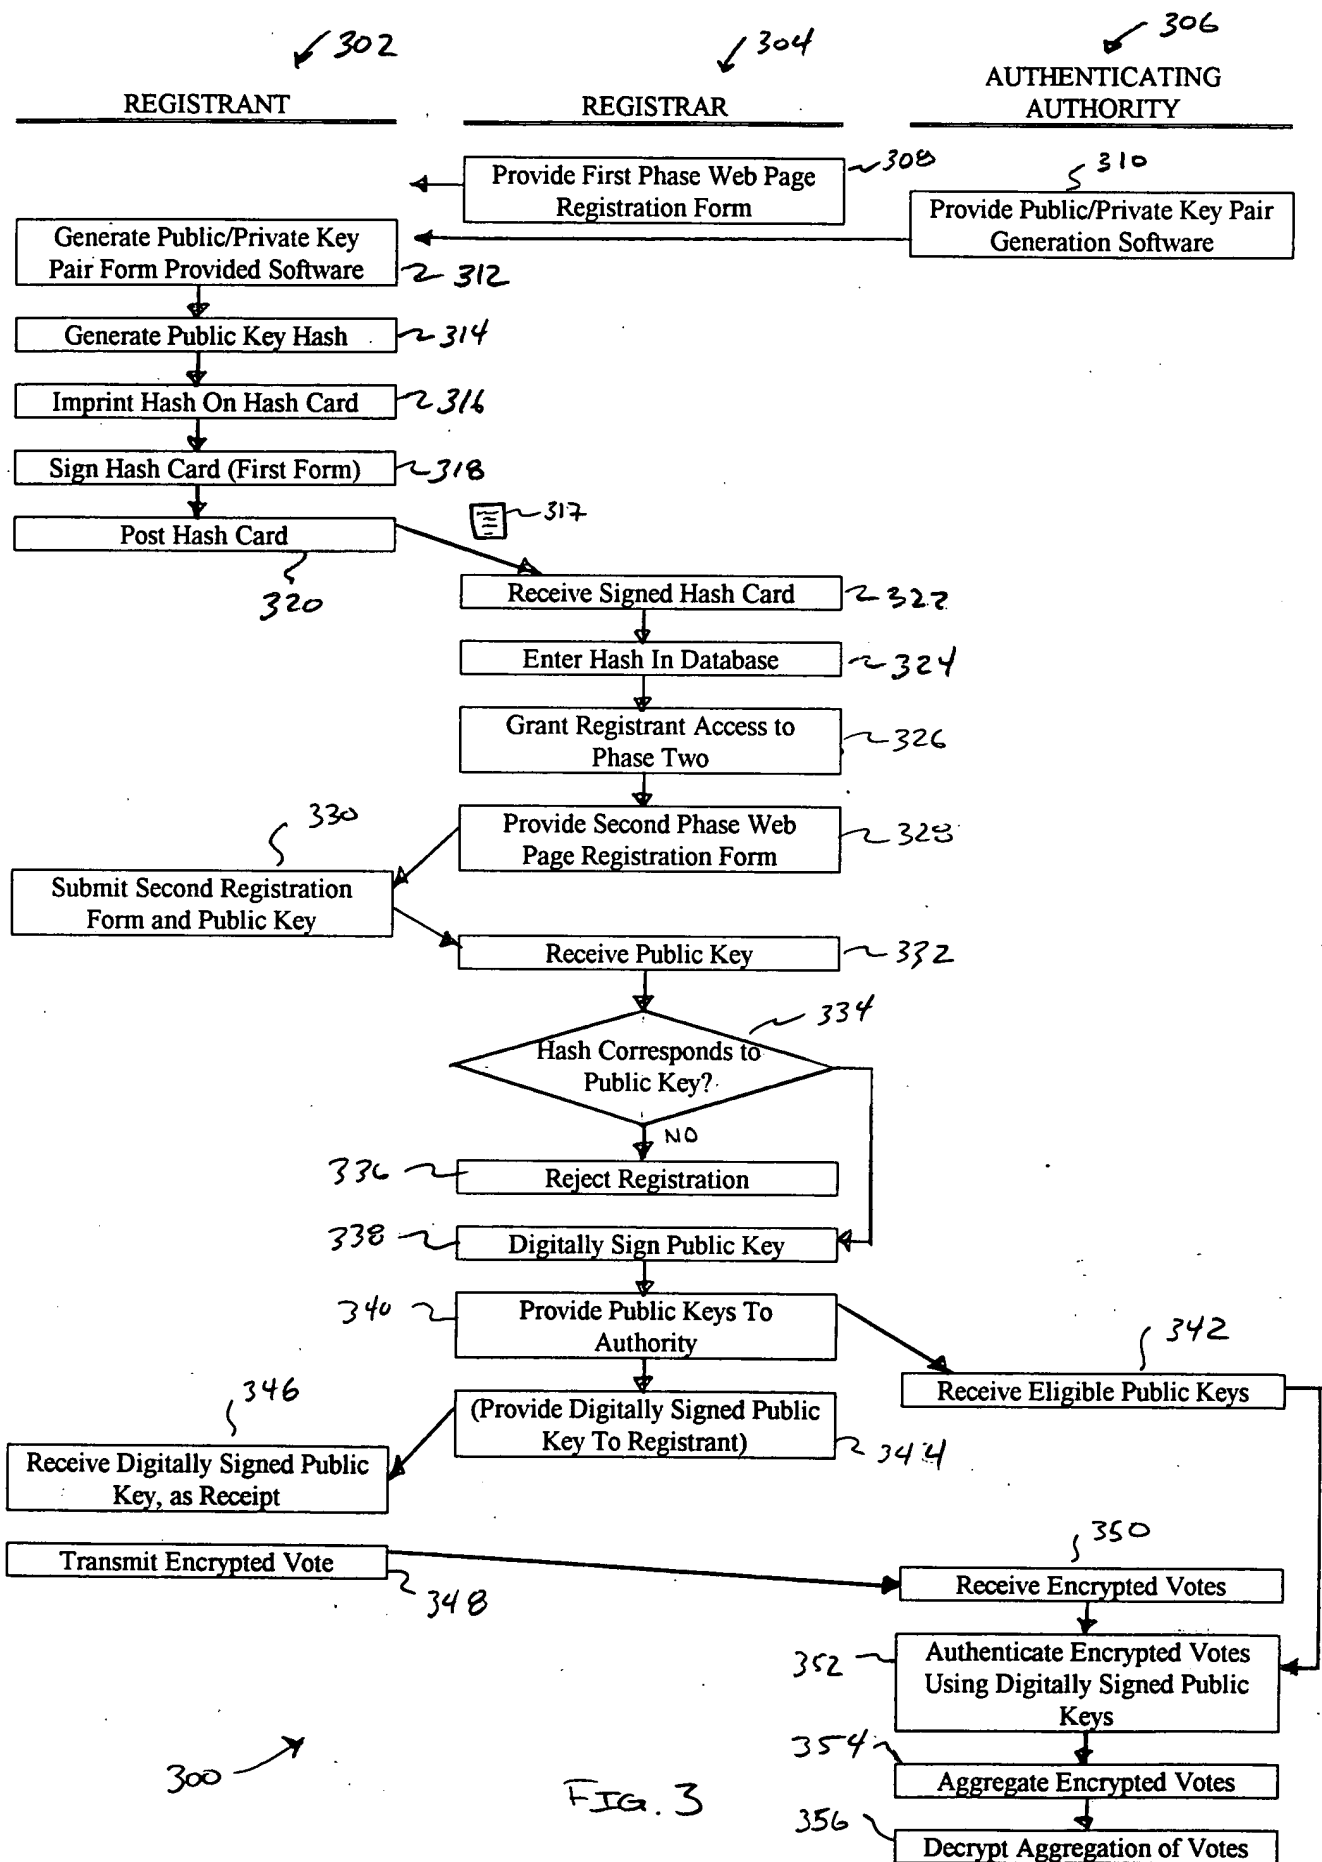 302
304
306
REGISTRANT
REGISTRAR
AUTHENTICATING
AUTHORITY
308
Provide First Phase Web Page
Registration Form
310
Provide Public/Private Key Pair
Generation Software
Generate Public/Private Key
Pair Form Provided Software
312
Generate Public Key Hash
314
Imprint Hash On Hash Card
316
Sign Hash Card (First Form)
318
317
Post Hash Card
320
Receive Signed Hash Card
322
Enter Hash In Database
324
Grant Registrant Access to
Phase Two
326
Provide Second Phase Web
Page Registration Form
328
330
Submit Second Registration
Form and Public Key
Receive Public Key
332
334
Hash Corresponds to
Public Key?
NO
336
Reject Registration
338
Digitally Sign Public Key
340
Provide Public Keys To
Authority
342
Receive Eligible Public Keys
(Provide Digitally Signed Public
Key To Registrant)
344
346
Receive Digitally Signed Public
Key, as Receipt
Transmit Encrypted Vote
348
350
Receive Encrypted Votes
352
Authenticate Encrypted Votes
Using Digitally Signed Public
Keys
354
Aggregate Encrypted Votes
356
Decrypt Aggregation of Votes
300
FIG. 3